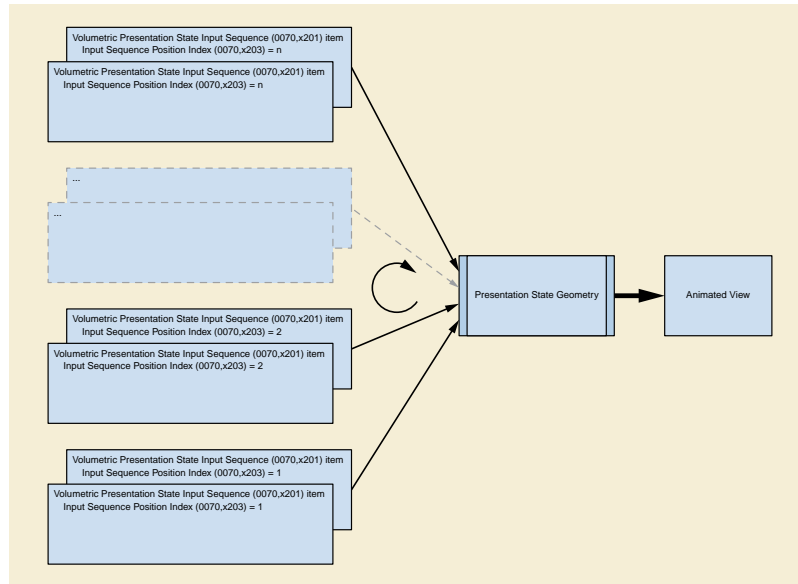 Volumetric Presentation State Input Sequence (0070,x201) item
Input Sequence Position Index (0070,x203) = n
Volumetric Presentation State Input Sequence (0070,x201) item
Input Sequence Position Index (0070,x203) = n
...
...
Presentation State Geometry
Animated View
Volumetric Presentation State Input Sequence (0070,x201) item
Input Sequence Position Index (0070,x203) = 2
Volumetric Presentation State Input Sequence (0070,x201) item
Input Sequence Position Index (0070,x203) = 2
Volumetric Presentation State Input Sequence (0070,x201) item
Input Sequence Position Index (0070,x203) = 1
Volumetric Presentation State Input Sequence (0070,x201) item
Input Sequence Position Index (0070,x203) = 1